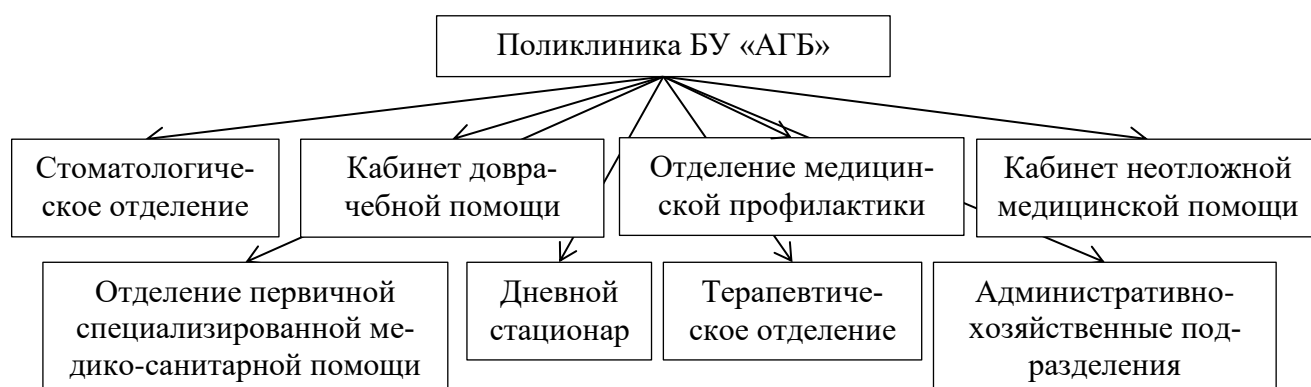 Поликлиника БУ «АГБ»
Стоматологиче-
ское отделение
Кабинет довра-
чебной помощи
Отделение медицин-
ской профилактики
Кабинет неотложной
медицинской помощи
Отделение первичной
специализированной ме-
дико-санитарной помощи
Дневной
стационар
Терапевтиче-
ское отделение
Административно-
хозяйственные под-
разделения